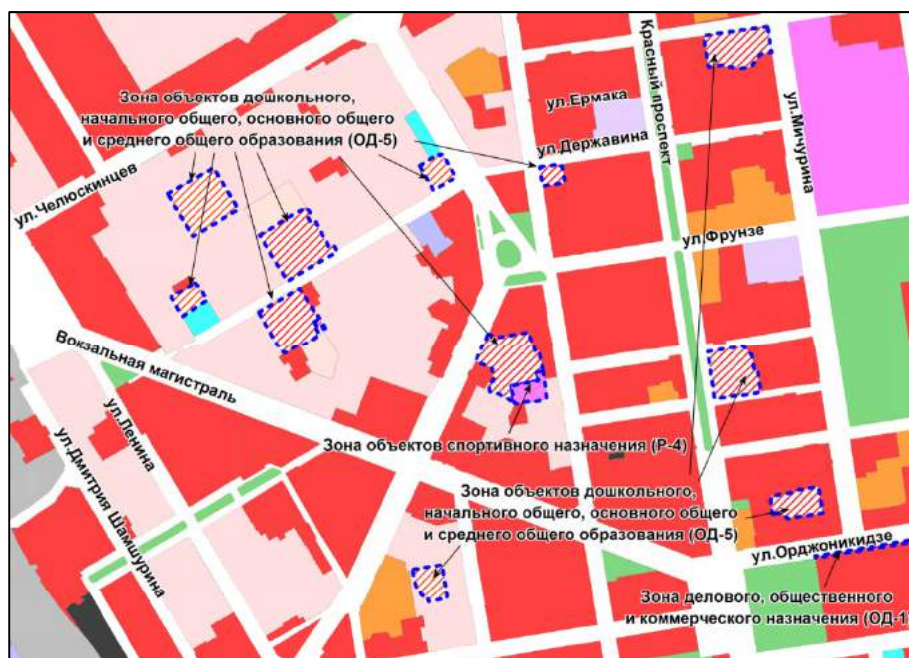 Зона объектов дошкольного,
начального общего, основного общего
и среднего общего образования (ОД-5)
ул.Ермака
ул.Державина
Красный проспект
ул.Мичурина
ул.Челюскинцев
ул.Фрунзе
Вокзальная магистраль
ул.Ленина
ул.Дмитрия Шамшурина
Зона объектов спортивного назначения (Р-4)
Зона объектов дошкольного,
начального общего, основного общего
и среднего общего образования (ОД-5)
ул.Орджоникидзе
Зона делового, общественного
и коммерческого назначения (ОД-1)